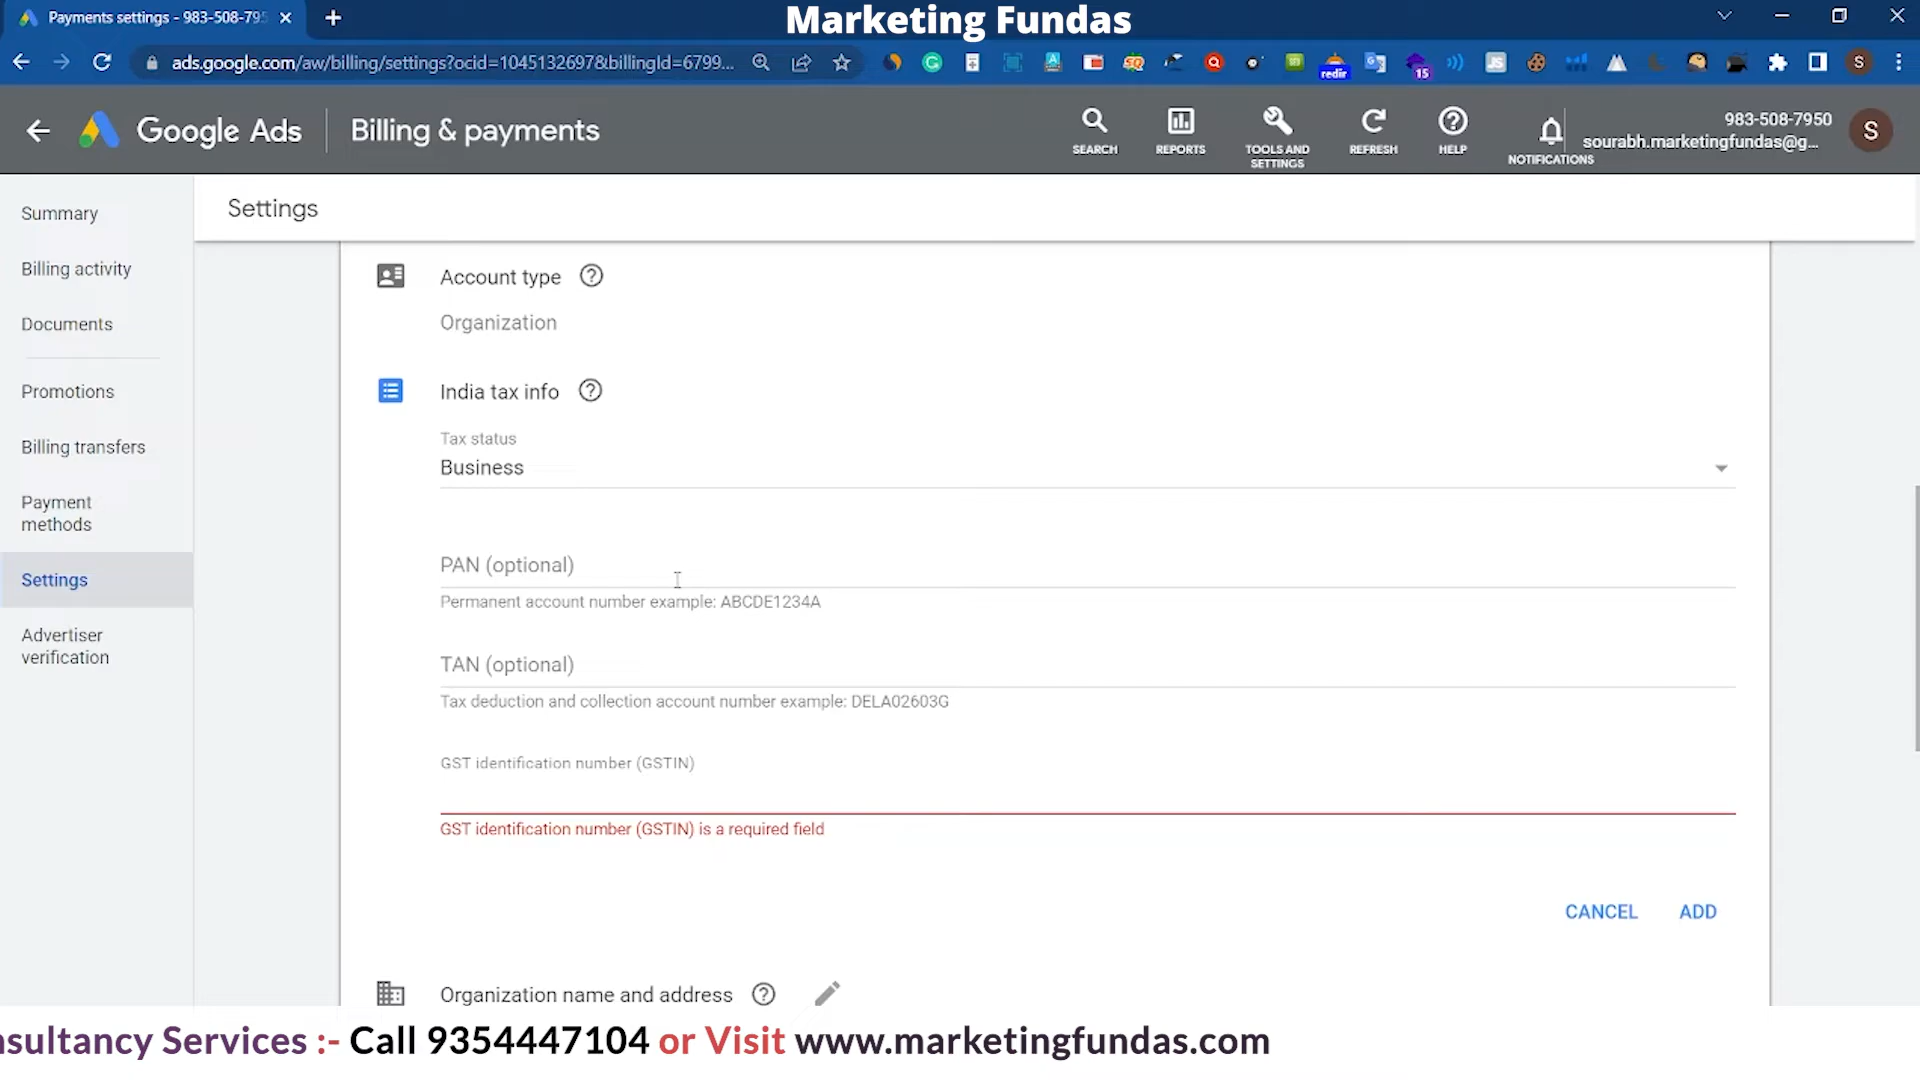 Payments settings - 983-508-795
Marketing Fundas
ads.google.com/aw/billing/settings?ocid=1045132697&billingId=6799...
redir
15
S
Google Ads
Billing & payments
SEARCH
REPORTS
TOOLS AND
SETTINGS
REFRESH
HELP
NOTIFICATIONS
983-508-7950
sourabh.marketingfundas@g...
S
Summary
Billing activity
Documents
Promotions
Billing transfers
Payment
methods
Settings
Advertiser
verification
Settings
Account type
Organization
India tax info
Tax status
Business
PAN (optional)
Permanent account number example: ABCDE1234A
TAN (optional)
Tax deduction and collection account number example: DELA02603G
GST identification number (GSTIN)
GST identification number (GSTIN) is a required field
CANCEL
ADD
Organization name and address
nsultancy Services :- Call 9354447104 or Visit www.marketingfundas.com